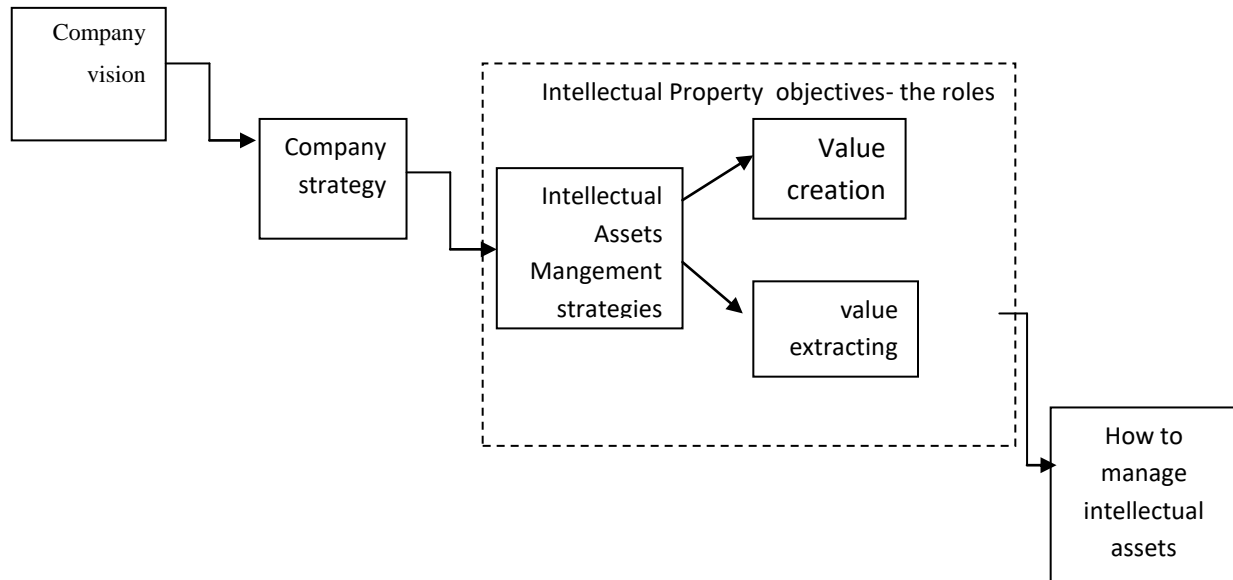 Company
vision
Intellectual Property objectives- the roles
Company
strategy
Intellectual
Assets
Mangement
strategies
Value
creation
value
extracting
How to
manage
intellectual
assets